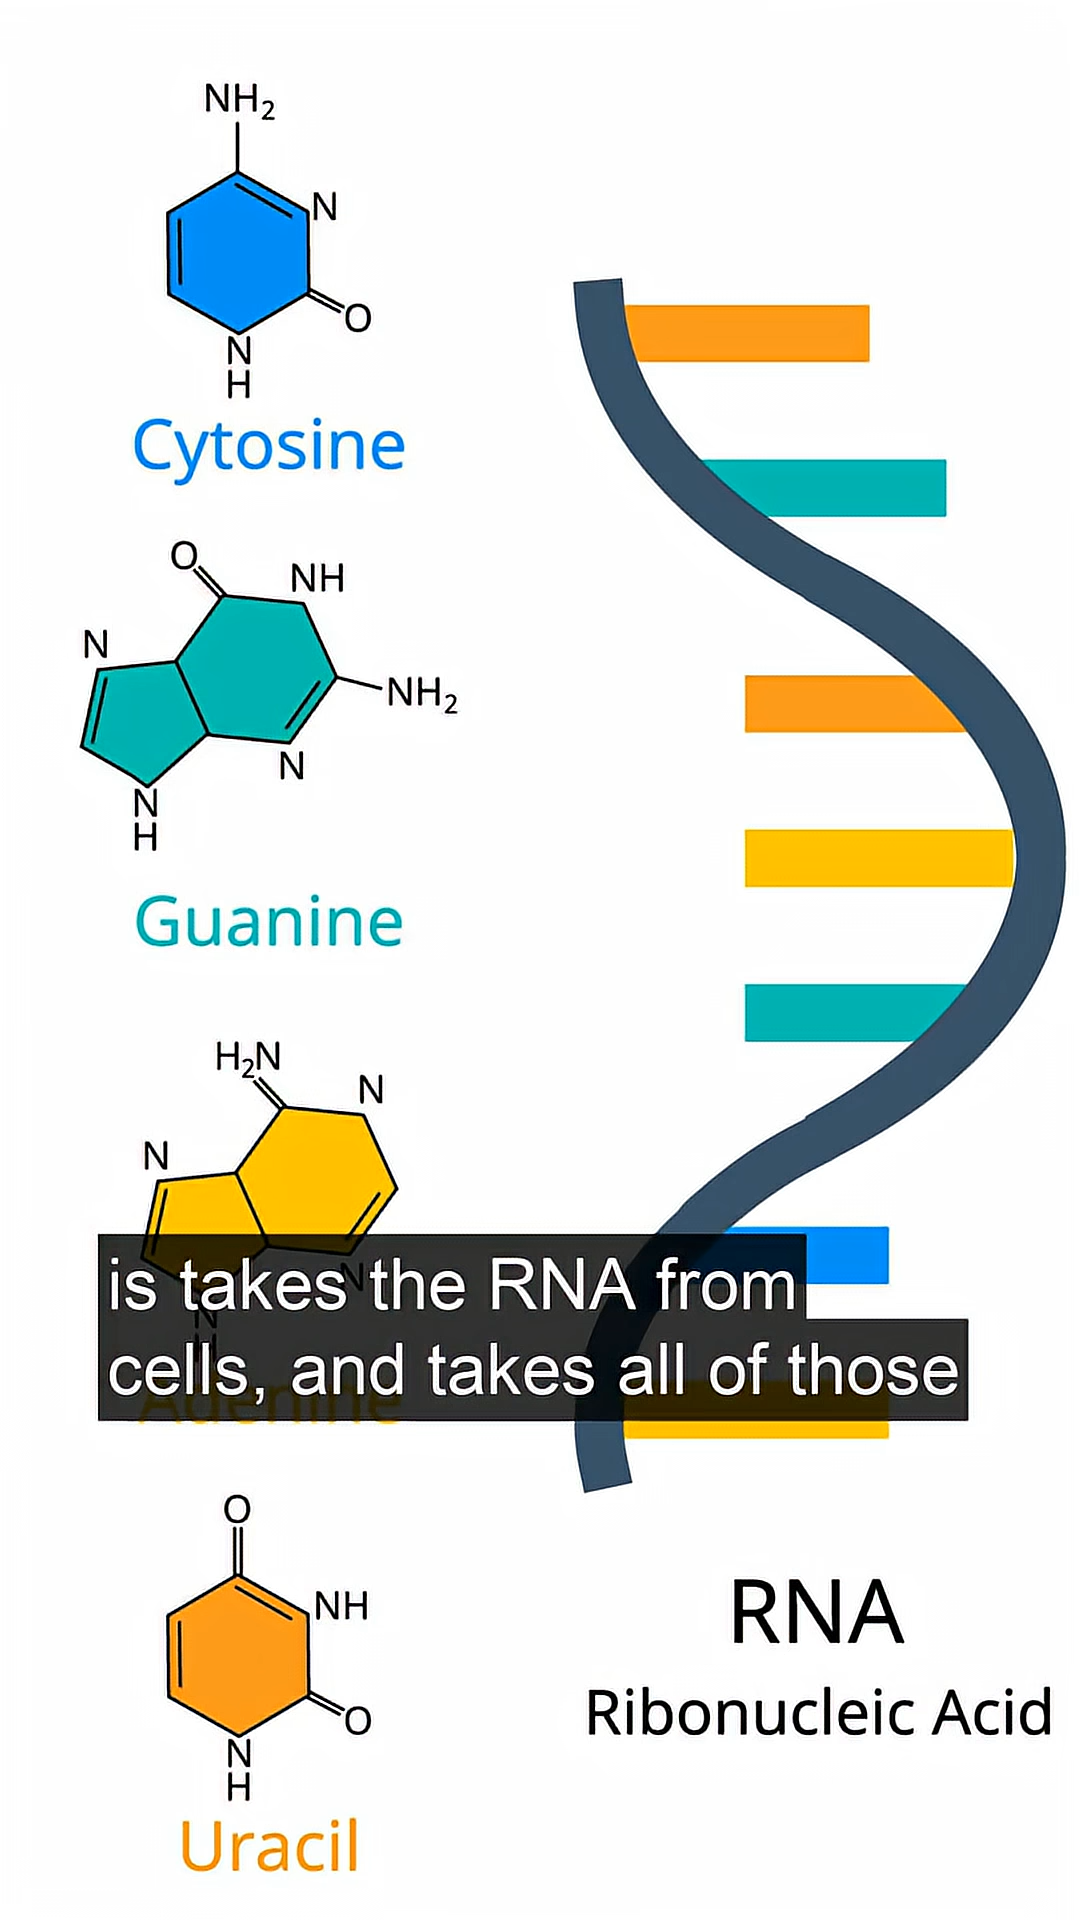 NH₂
N
O
N
H
Cytosine
O
NH
N
NH₂
N
N
H
Guanine
H₂N
N
N
N
N
H
Adenine
is takes the RNA from
cells, and takes all of those
O
NH
O
N
H
Uracil
RNA
Ribonucleic Acid